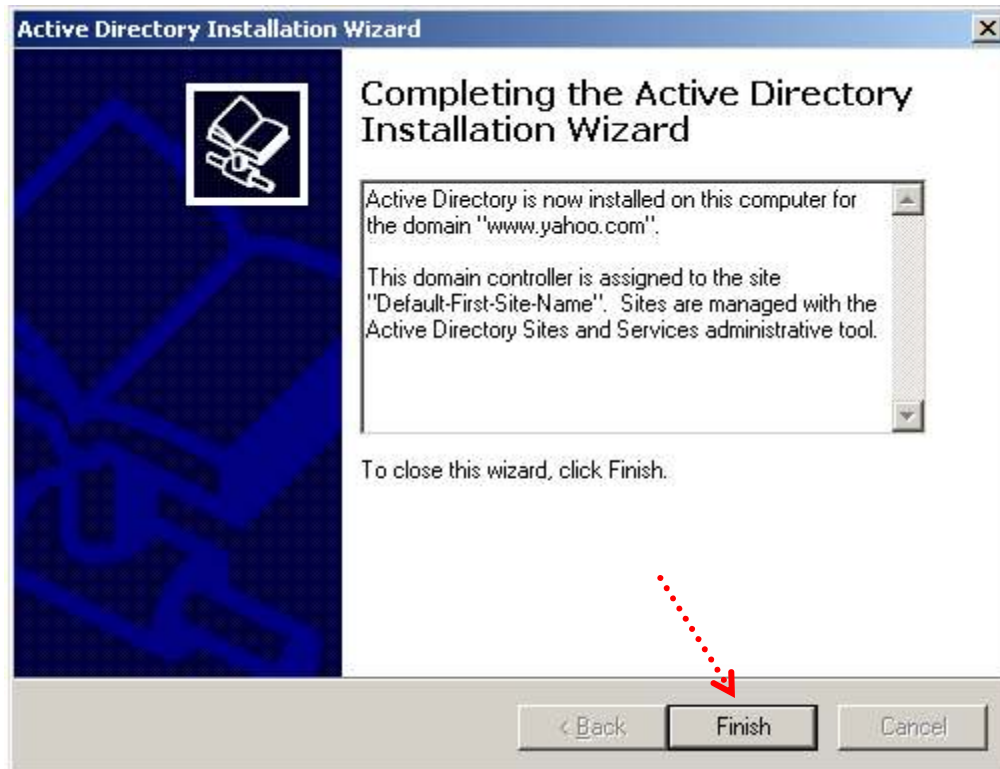 Active Directory Installation Wizard
Completing the Active Directory
Installation Wizard
Active Directory is now installed on this computer for
the domain "www.yahoo.com".
This domain controller is assigned to the site
"Default-First-Site-Name".  Sites are managed with the
Active Directory Sites and Services administrative tool.
To close this wizard, click Finish.
< Back
Finish
Cancel